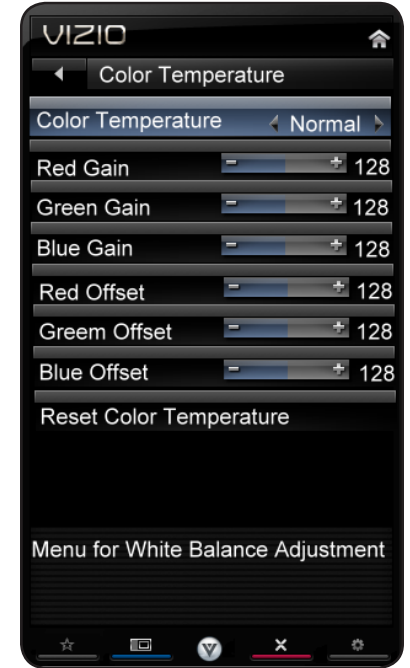 VIZIO
Color Temperature
Color Temperature Normal
Red Gain - + 128
Green Gain - + 128
Blue Gain - + 128
Red Offset - + 128
Greem Offset - + 128
Blue Offset - + 128
Reset Color Temperature
Menu for White Balance Adjustment
V